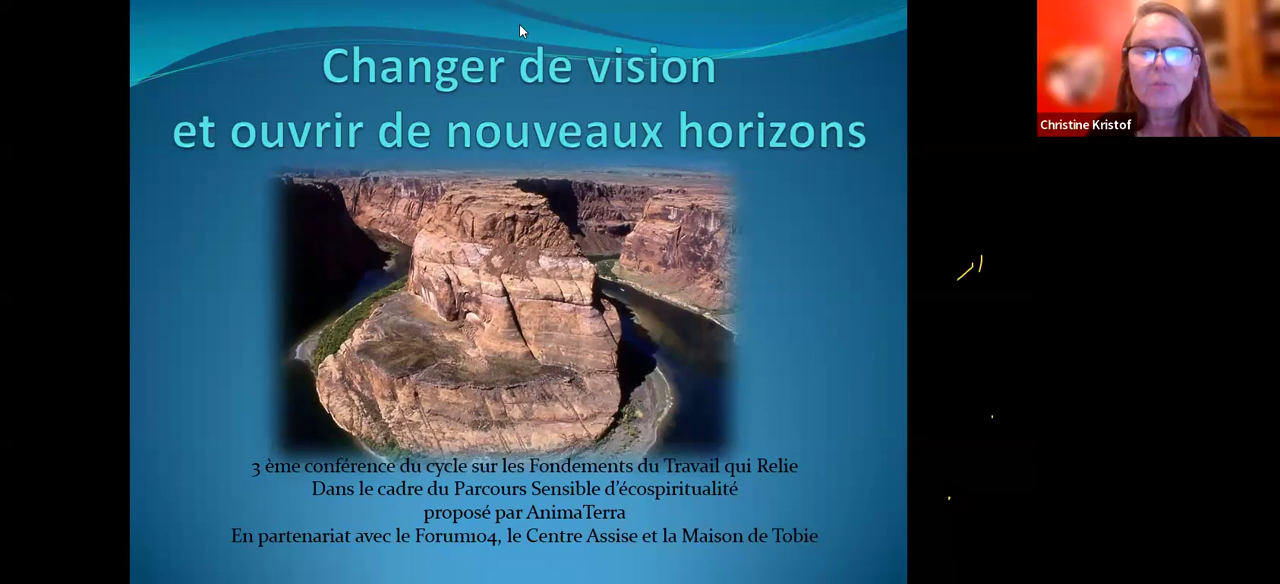 Changer de vision
et ouvrir de nouveaux horizons
Christine Kristof
3 ème conférence du cycle sur les Fondements du Travail qui Relie
Dans le cadre du Parcours Sensible d'écospiritualité
proposé par AnimaTerra
En partenariat avec le Forum104, le Centre Assise et la Maison de Tobie